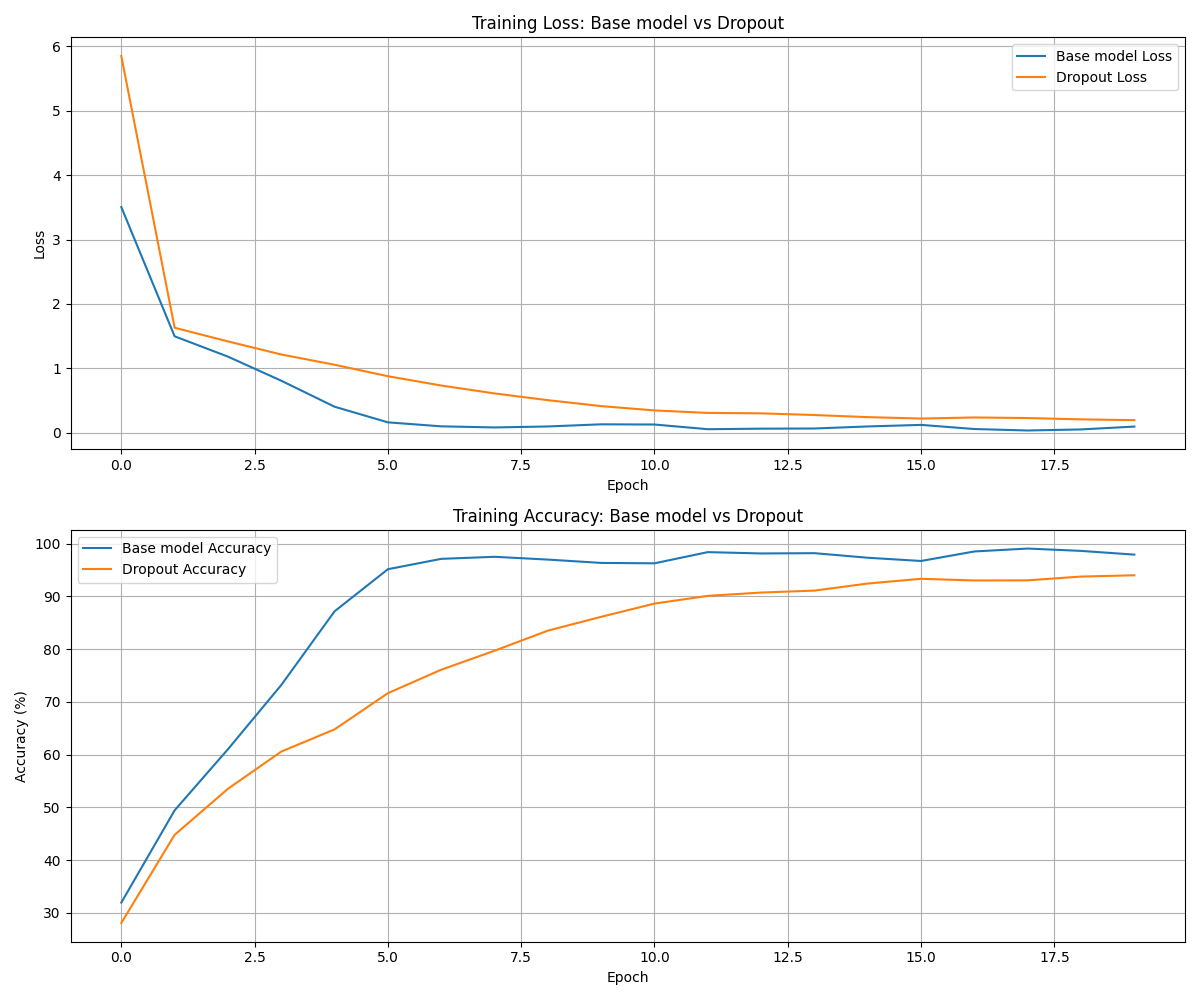 Training Loss: Base model vs Dropout
Base model Loss
Dropout Loss
6
5
4
3
2
1
0
Loss
0.0 2.5 5.0 7.5 10.0 12.5 15.0 17.5
Epoch
Training Accuracy: Base model vs Dropout
Base model Accuracy
Dropout Accuracy
100
90
80
70
60
50
40
30
Accuracy (%)
0.0 2.5 5.0 7.5 10.0 12.5 15.0 17.5
Epoch